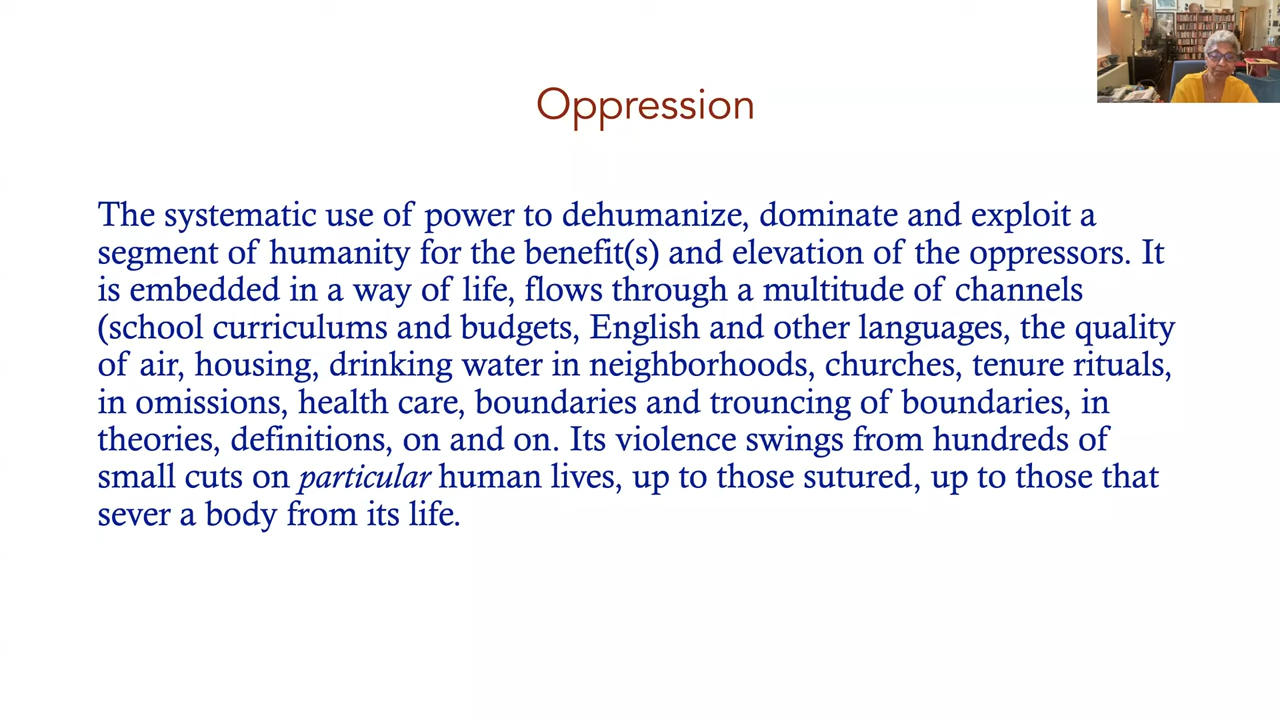 Oppression
The systematic use of power to dehumanize, dominate and exploit a
segment of humanity for the benefit(s) and elevation of the oppressors. It
is embedded in a way of life, flows through a multitude of channels
(school curriculums and budgets, English and other languages, the quality
of air, housing, drinking water in neighborhoods, churches, tenure rituals,
in omissions, health care, boundaries and trouncing of boundaries, in
theories, definitions, on and on. Its violence swings from hundreds of
small cuts on particular human lives, up to those sutured, up to those that
sever a body from its life.